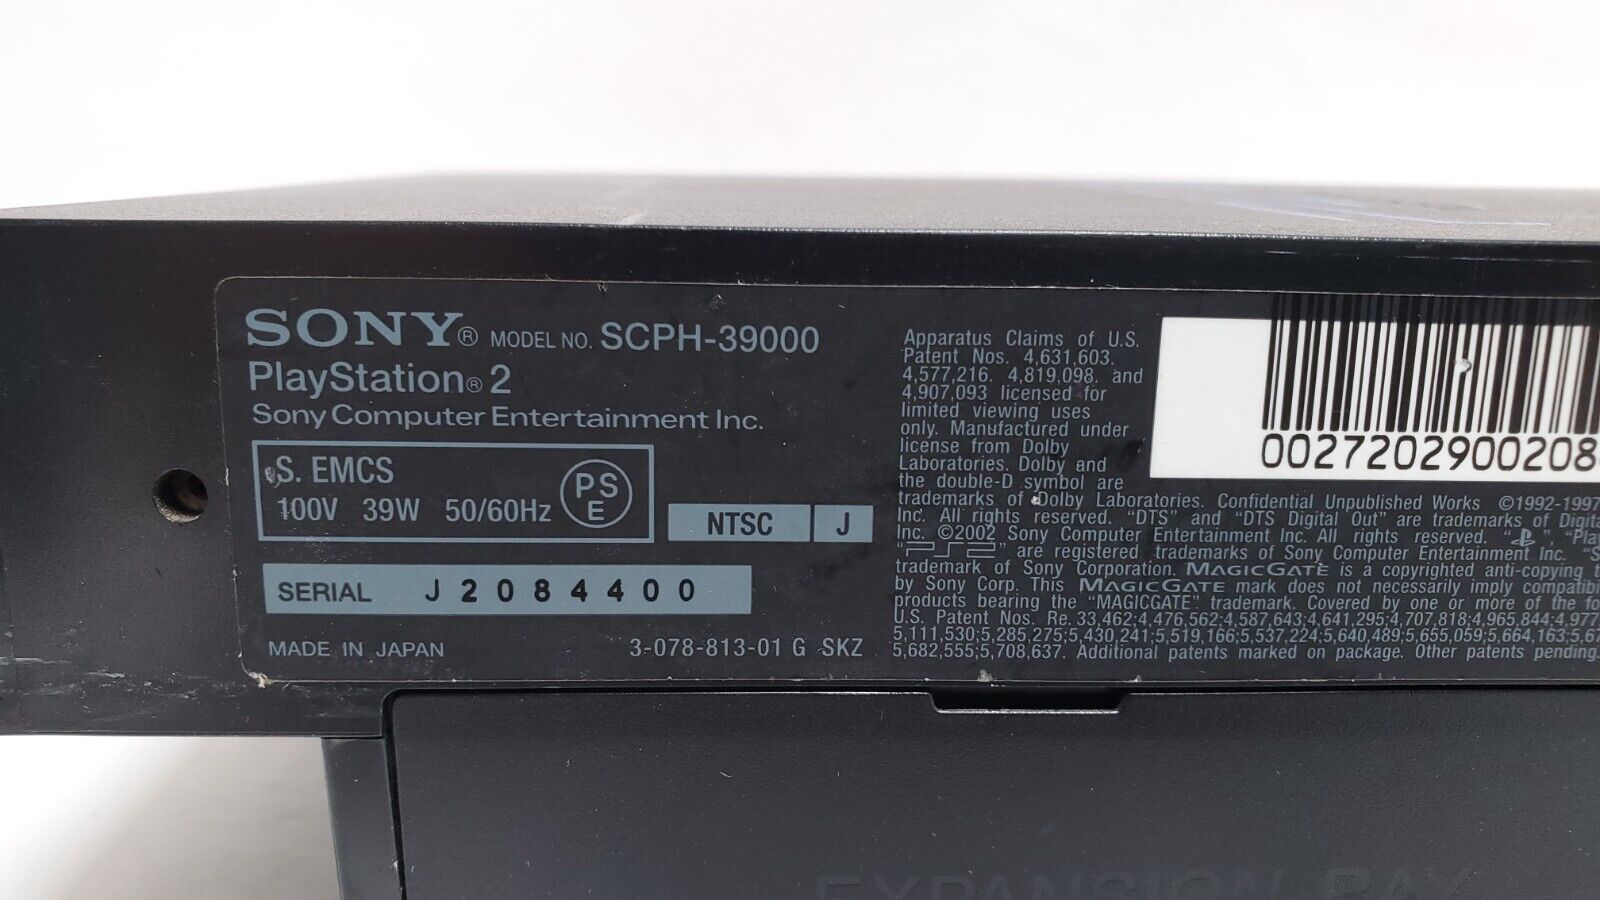 SONY® MODEL NO. SCPH-39000
PlayStation® 2
Sony Computer Entertainment Inc.
S. EMCS
100V 39W 50/60Hz
PS
E
NTSC J
SERIAL J2084400
MADE IN JAPAN 3-078-813-01 G SKZ
Apparatus Claims of U.S.
Patent Nos. 4,631,603.
4,577,216. 4,819,098. and
4,907,093 licensed for
limited viewing uses
only. Manufactured under
license from Dolby
Laboratories. Dolby and
the double-D symbol are
trademarks of Dolby Laboratories. Confidential Unpublished Works ©1992-1997
Inc. All rights reserved. "DTS" and "DTS Digital Out" are trademarks of
Inc. ©2002 Sony Computer Entertainment Inc. All rights reserved.
"PS2" are registered trademarks of Sony Computer Entertainment Inc.
trademark of Sony Corporation. MAGICGATE is a copyrighted anti-copying
by Sony Corp. This MAGICGATE mark does not necessarily imply
products bearing the "MAGICGATE" trademark. Covered by one or more of the
U.S. Patent Nos. Re. 33,462;4,476,562;4,587,643;4,641,295;4,707,818;4,965,844;
5,111,530;5,285,275;5,430,241;5,519,166;5,537,224;5,640,489;5,655,059;5,664,163;
5,682,555;5,708,637. Additional patents marked on package. Other patents pending.
0027202900208
EXPANSION BAY